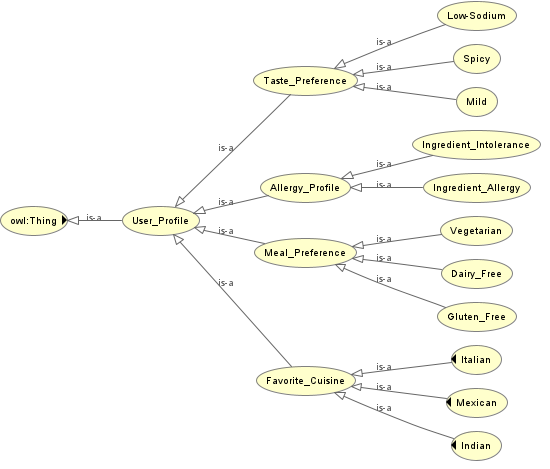 Low-Sodium
is-a
Taste_Preference
is-a
Spicy
is-a
Mild
is-a
Ingredient_Intolerance
is-a
Allergy_Profile
is-a
Ingredient_Allergy
is-a
owl:Thing
is-a
User_Profile
is-a
Meal_Preference
is-a
Vegetarian
is-a
Dairy_Free
is-a
Gluten_Free
is-a
Favorite_Cuisine
is-a
Italian
is-a
Mexican
is-a
Indian